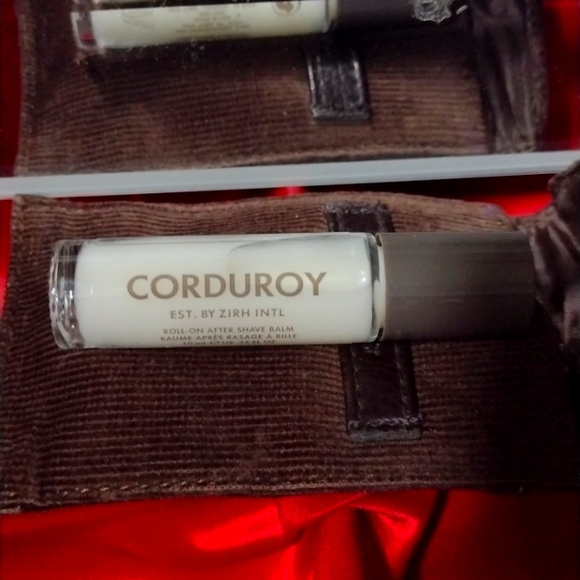 CORDUROY
EST. BY ZIRH INTL
ROLL-ON AFTER SHAVE BALM
BAUME APRÈS RASAGE À BILLE